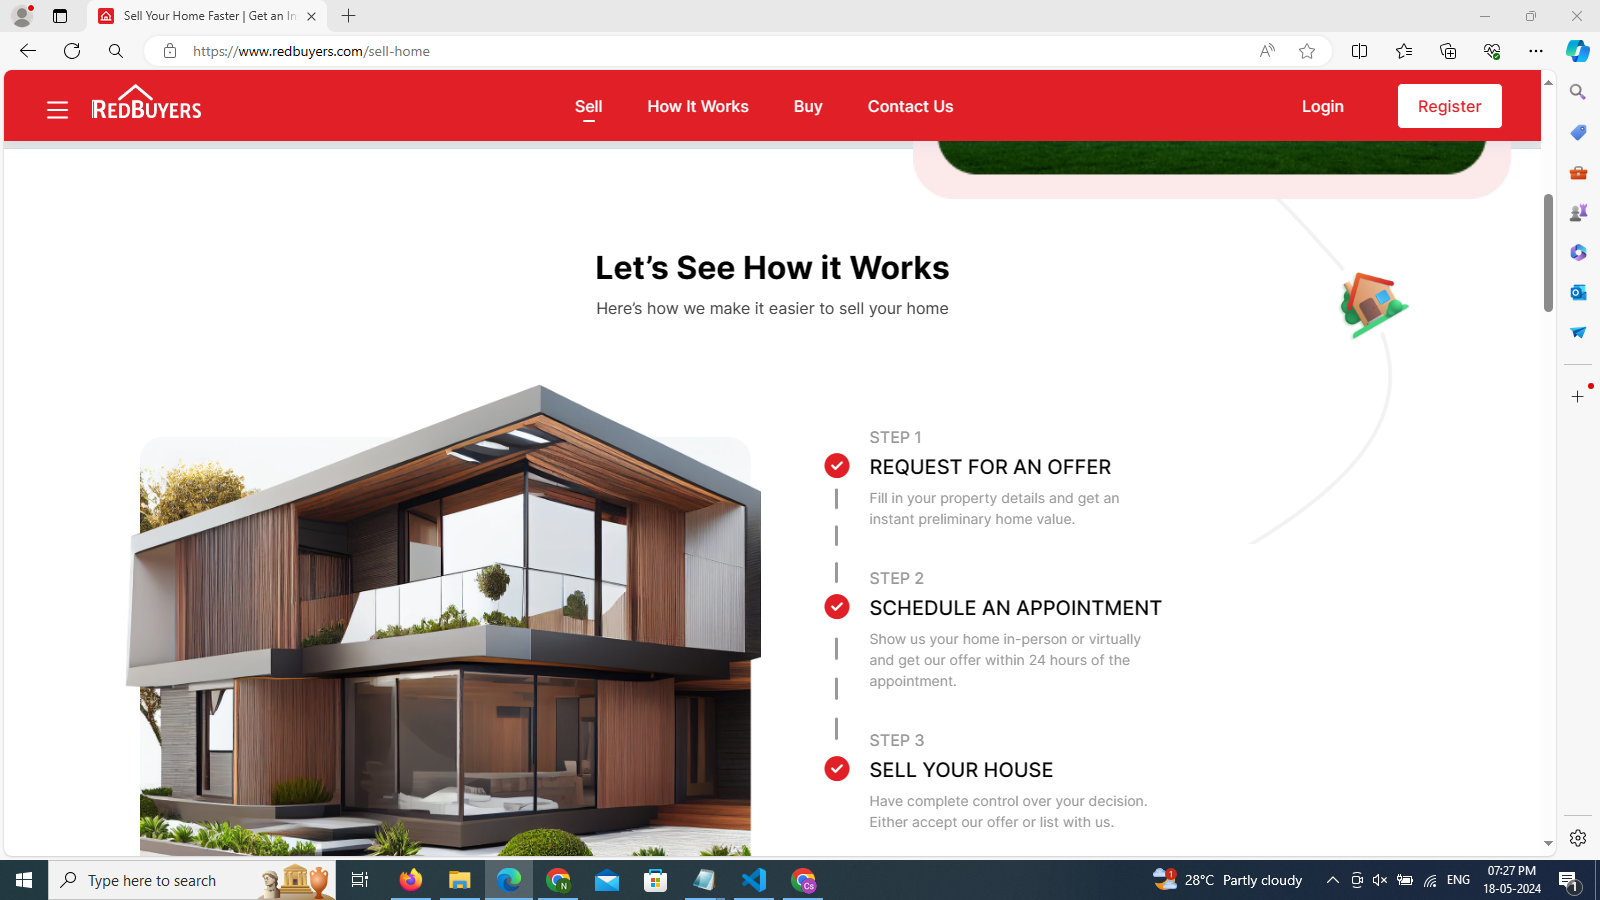 Sell Your Home Faster | Get an In
https://www.redbuyers.com/sell-home
REDBUYERS
Sell
How It Works
Buy
Contact Us
Login
Register
Let's See How it Works
Here's how we make it easier to sell your home
STEP 1
REQUEST FOR AN OFFER
Fill in your property details and get an
instant preliminary home value.
STEP 2
SCHEDULE AN APPOINTMENT
Show us your home in-person or virtually
and get our offer within 24 hours of the
appointment.
STEP 3
SELL YOUR HOUSE
Have complete control over your decision.
Either accept our offer or list with us.
Type here to search
N
Cs
1
28°C Partly cloudy
ENG
07:27 PM
18-05-2024
1